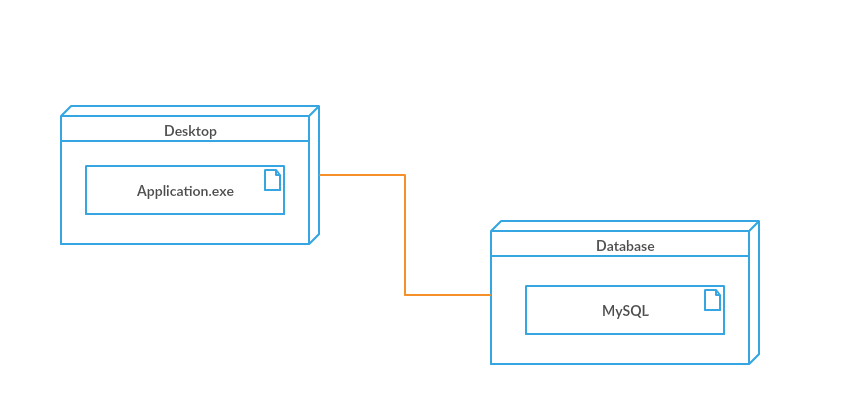 Desktop
Application.exe
Database
MySQL